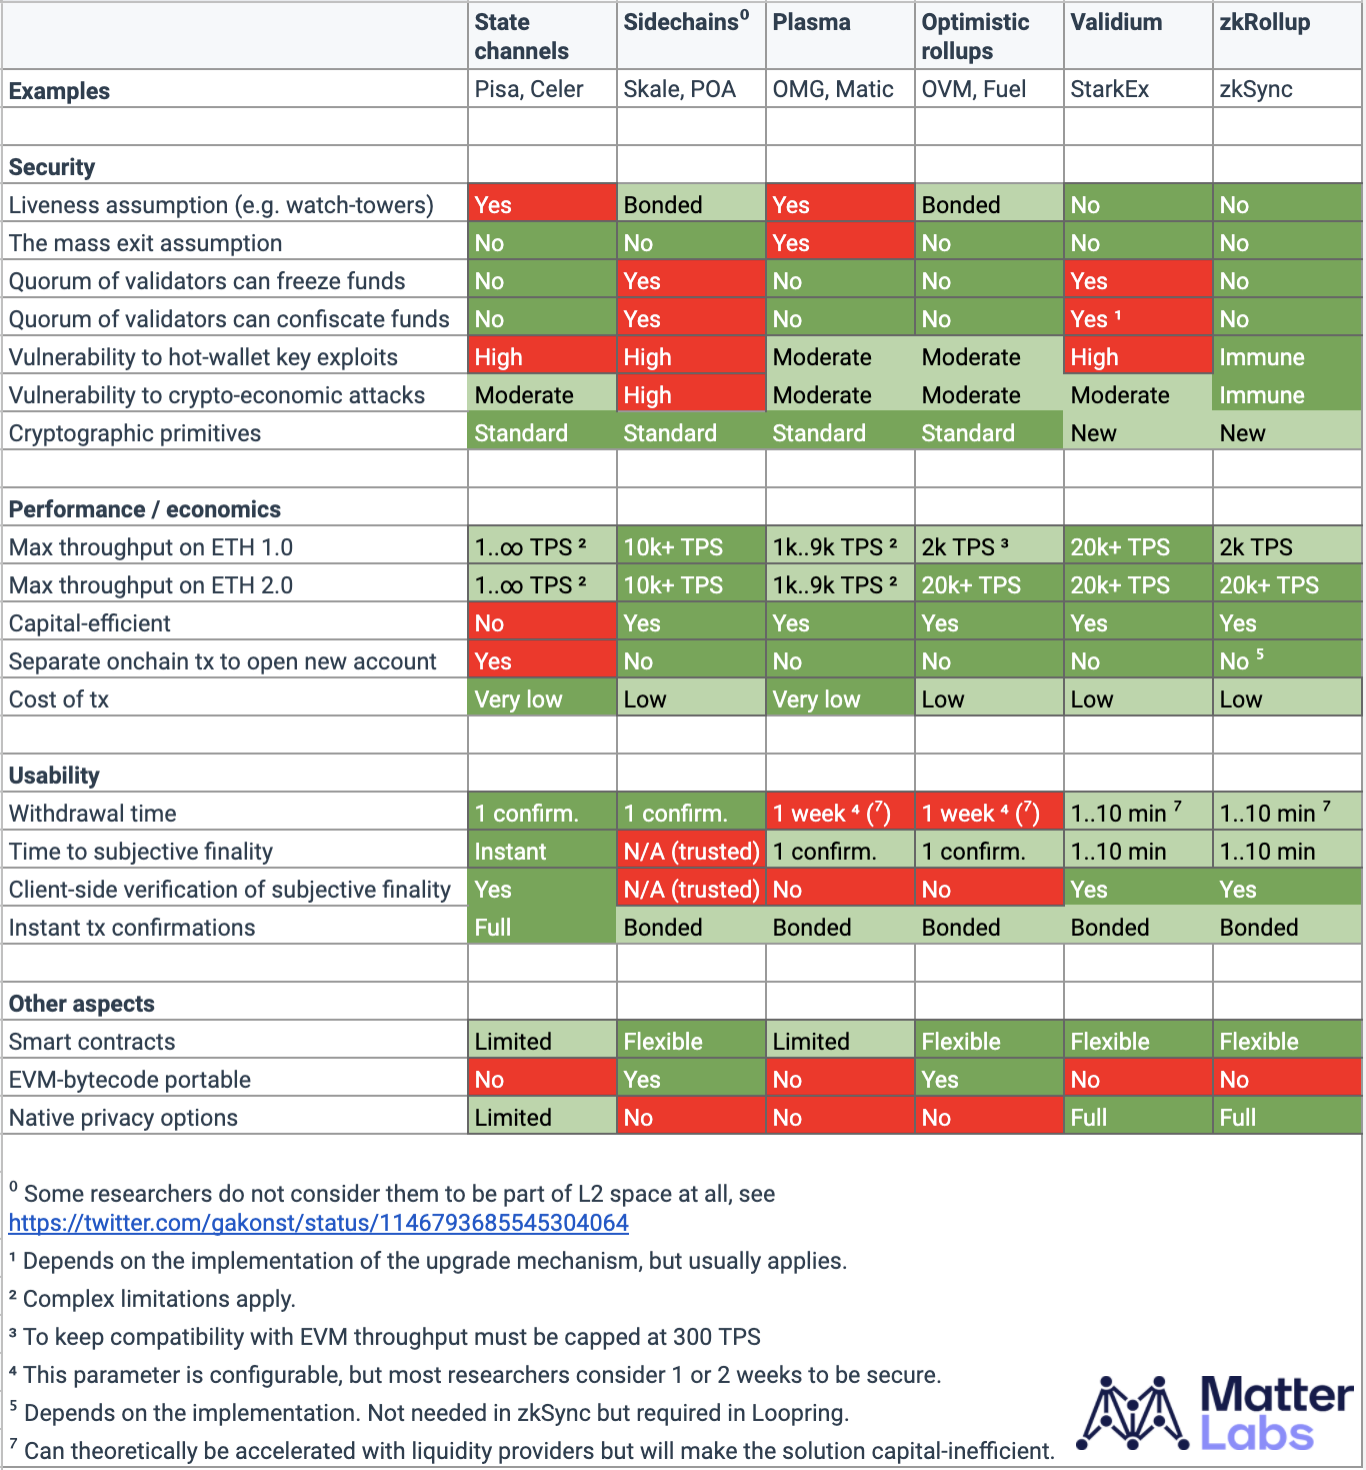 State channels Sidechains⁰ Plasma Optimistic rollups Validium zkRollup
Examples Pisa, Celer Skale, POA OMG, Matic OVM, Fuel StarkEx zkSync
Security
Liveness assumption (e.g. watch-towers) Yes Bonded Yes Bonded No No
The mass exit assumption No No Yes No No No
Quorum of validators can freeze funds No Yes No No Yes No
Quorum of validators can confiscate funds No Yes No No Yes ¹ No
Vulnerability to hot-wallet key exploits High High Moderate Moderate High Immune
Vulnerability to crypto-economic attacks Moderate High Moderate Moderate Moderate Immune
Cryptographic primitives Standard Standard Standard Standard New New
Performance / economics
Max throughput on ETH 1.0 1..∞ TPS ² 10k+ TPS 1k..9k TPS ² 2k TPS ³ 20k+ TPS 2k TPS
Max throughput on ETH 2.0 1..∞ TPS ² 10k+ TPS 1k..9k TPS ² 20k+ TPS 20k+ TPS 20k+ TPS
Capital-efficient No Yes Yes Yes Yes Yes
Separate onchain tx to open new account Yes No No No No No ⁵
Cost of tx Very low Low Very low Low Low Low
Usability
Withdrawal time 1 confirm. 1 confirm. 1 week ⁴ (⁷) 1 week ⁴ (⁷) 1..10 min ⁷ 1..10 min ⁷
Time to subjective finality Instant N/A (trusted) 1 confirm. 1 confirm. 1..10 min 1..10 min
Client-side verification of subjective finality Yes N/A (trusted) No No Yes Yes
Instant tx confirmations Full Bonded Bonded Bonded Bonded Bonded
Other aspects
Smart contracts Limited Flexible Limited Flexible Flexible Flexible
EVM-bytecode portable No Yes No Yes No No
Native privacy options Limited No No No Full Full
⁰ Some researchers do not consider them to be part of L2 space at all, see
https://twitter.com/gakonst/status/1146793685545304064
¹ Depends on the implementation of the upgrade mechanism, but usually applies.
² Complex limitations apply.
³ To keep compatibility with EVM throughput must be capped at 300 TPS
⁴ This parameter is configurable, but most researchers consider 1 or 2 weeks to be secure.
⁵ Depends on the implementation. Not needed in zkSync but required in Loopring.
⁷ Can theoretically be accelerated with liquidity providers but will make the solution capital-inefficient.
Matter
Labs